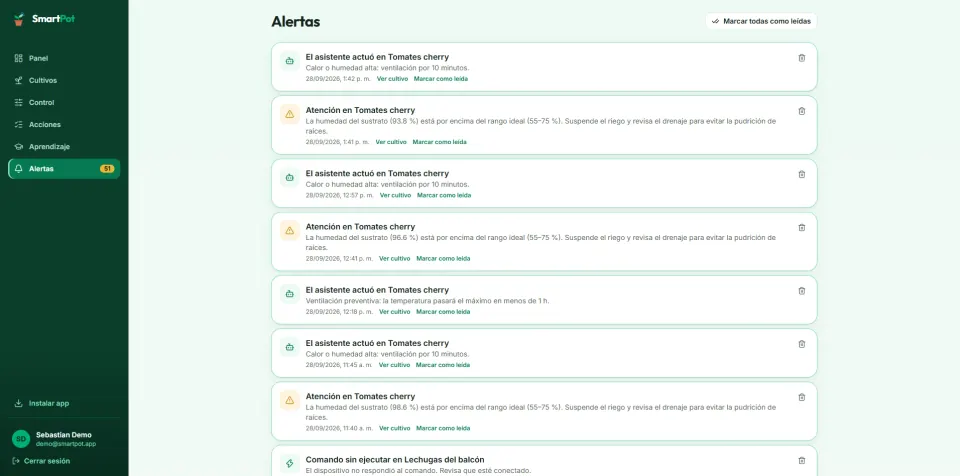 SmartPot
Panel
Cultivos
Control
Acciones
Aprendizaje
Alertas
51
Instalar app
SD
Sebastian Demo
demo@smartpot.app
Cerrar sesión
Alertas
Marcar todas como leídas
El asistente actuó en Tomates cherry
Calor o humedad alta: ventilación por 10 minutos.
28/09/2026, 1:42 p. m. Ver cultivo Marcar como leída
Atención en Tomates cherry
La humedad del sustrato (93.8 %) está por encima del rango ideal (55–75 %). Suspende el riego y revisa el drenaje para evitar la pudrición de
raíces.
28/09/2026, 1:41 p. m. Ver cultivo Marcar como leída
El asistente actuó en Tomates cherry
Calor o humedad alta: ventilación por 10 minutos.
28/09/2026, 12:57 p. m. Ver cultivo Marcar como leída
Atención en Tomates cherry
La humedad del sustrato (96.6 %) está por encima del rango ideal (55–75 %). Suspende el riego y revisa el drenaje para evitar la pudrición de
raíces.
28/09/2026, 12:41 p. m. Ver cultivo Marcar como leída
El asistente actuó en Tomates cherry
Ventilación preventiva: la temperatura pasará el máximo en menos de 1 h.
28/09/2026, 12:18 p. m. Ver cultivo Marcar como leída
El asistente actuó en Tomates cherry
Calor o humedad alta: ventilación por 10 minutos.
28/09/2026, 11:45 a. m. Ver cultivo Marcar como leída
Atención en Tomates cherry
La humedad del sustrato (98.6 %) está por encima del rango ideal (55–75 %). Suspende el riego y revisa el drenaje para evitar la pudrición de
raíces.
28/09/2026, 11:40 a. m. Ver cultivo Marcar como leída
Comando sin ejecutar en Lechugas del balcón
El dispositivo no respondió al comando. Revisa que esté conectado.